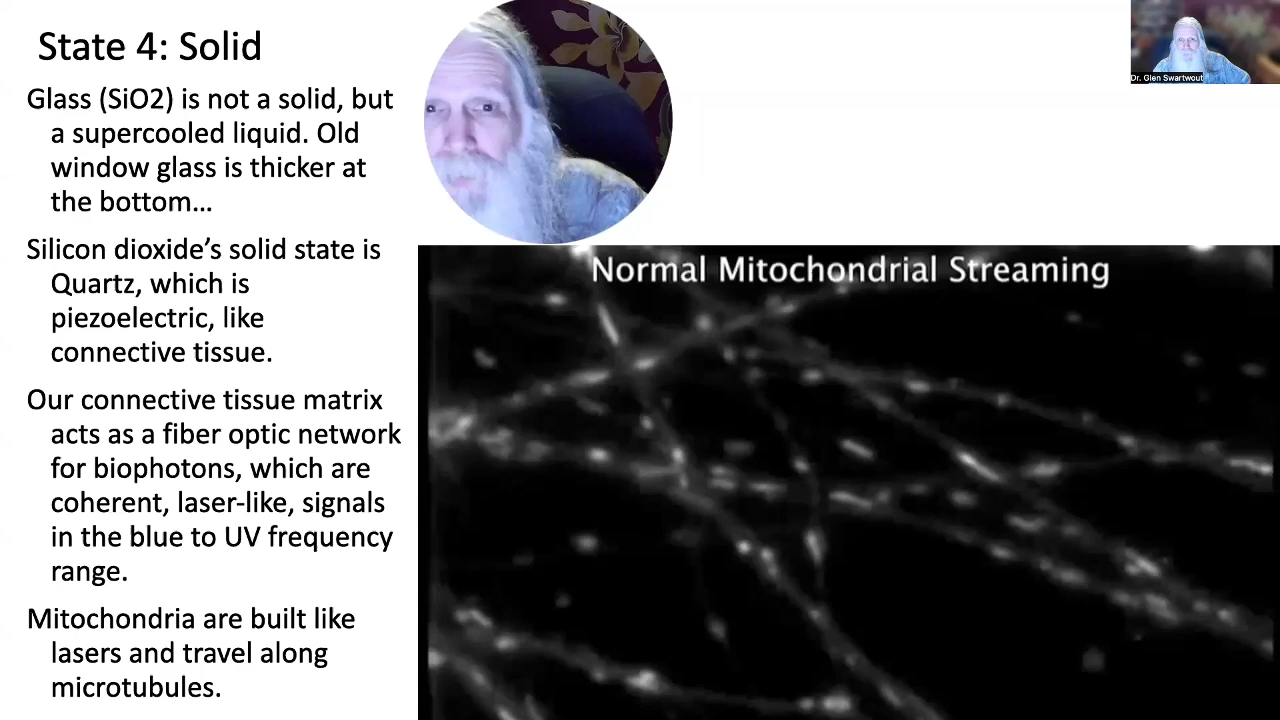 State 4: Solid
Glass (SiO2) is not a solid, but
a supercooled liquid. Old
window glass is thicker at
the bottom…
Silicon dioxide’s solid state is
Quartz, which is
piezoelectric, like
connective tissue.
Our connective tissue matrix
acts as a fiber optic network
for biophotons, which are
coherent, laser-like, signals
in the blue to UV frequency
range.
Mitochondria are built like
lasers and travel along
microtubules.
Normal Mitochondrial Streaming
Dr. Glen Swartwout